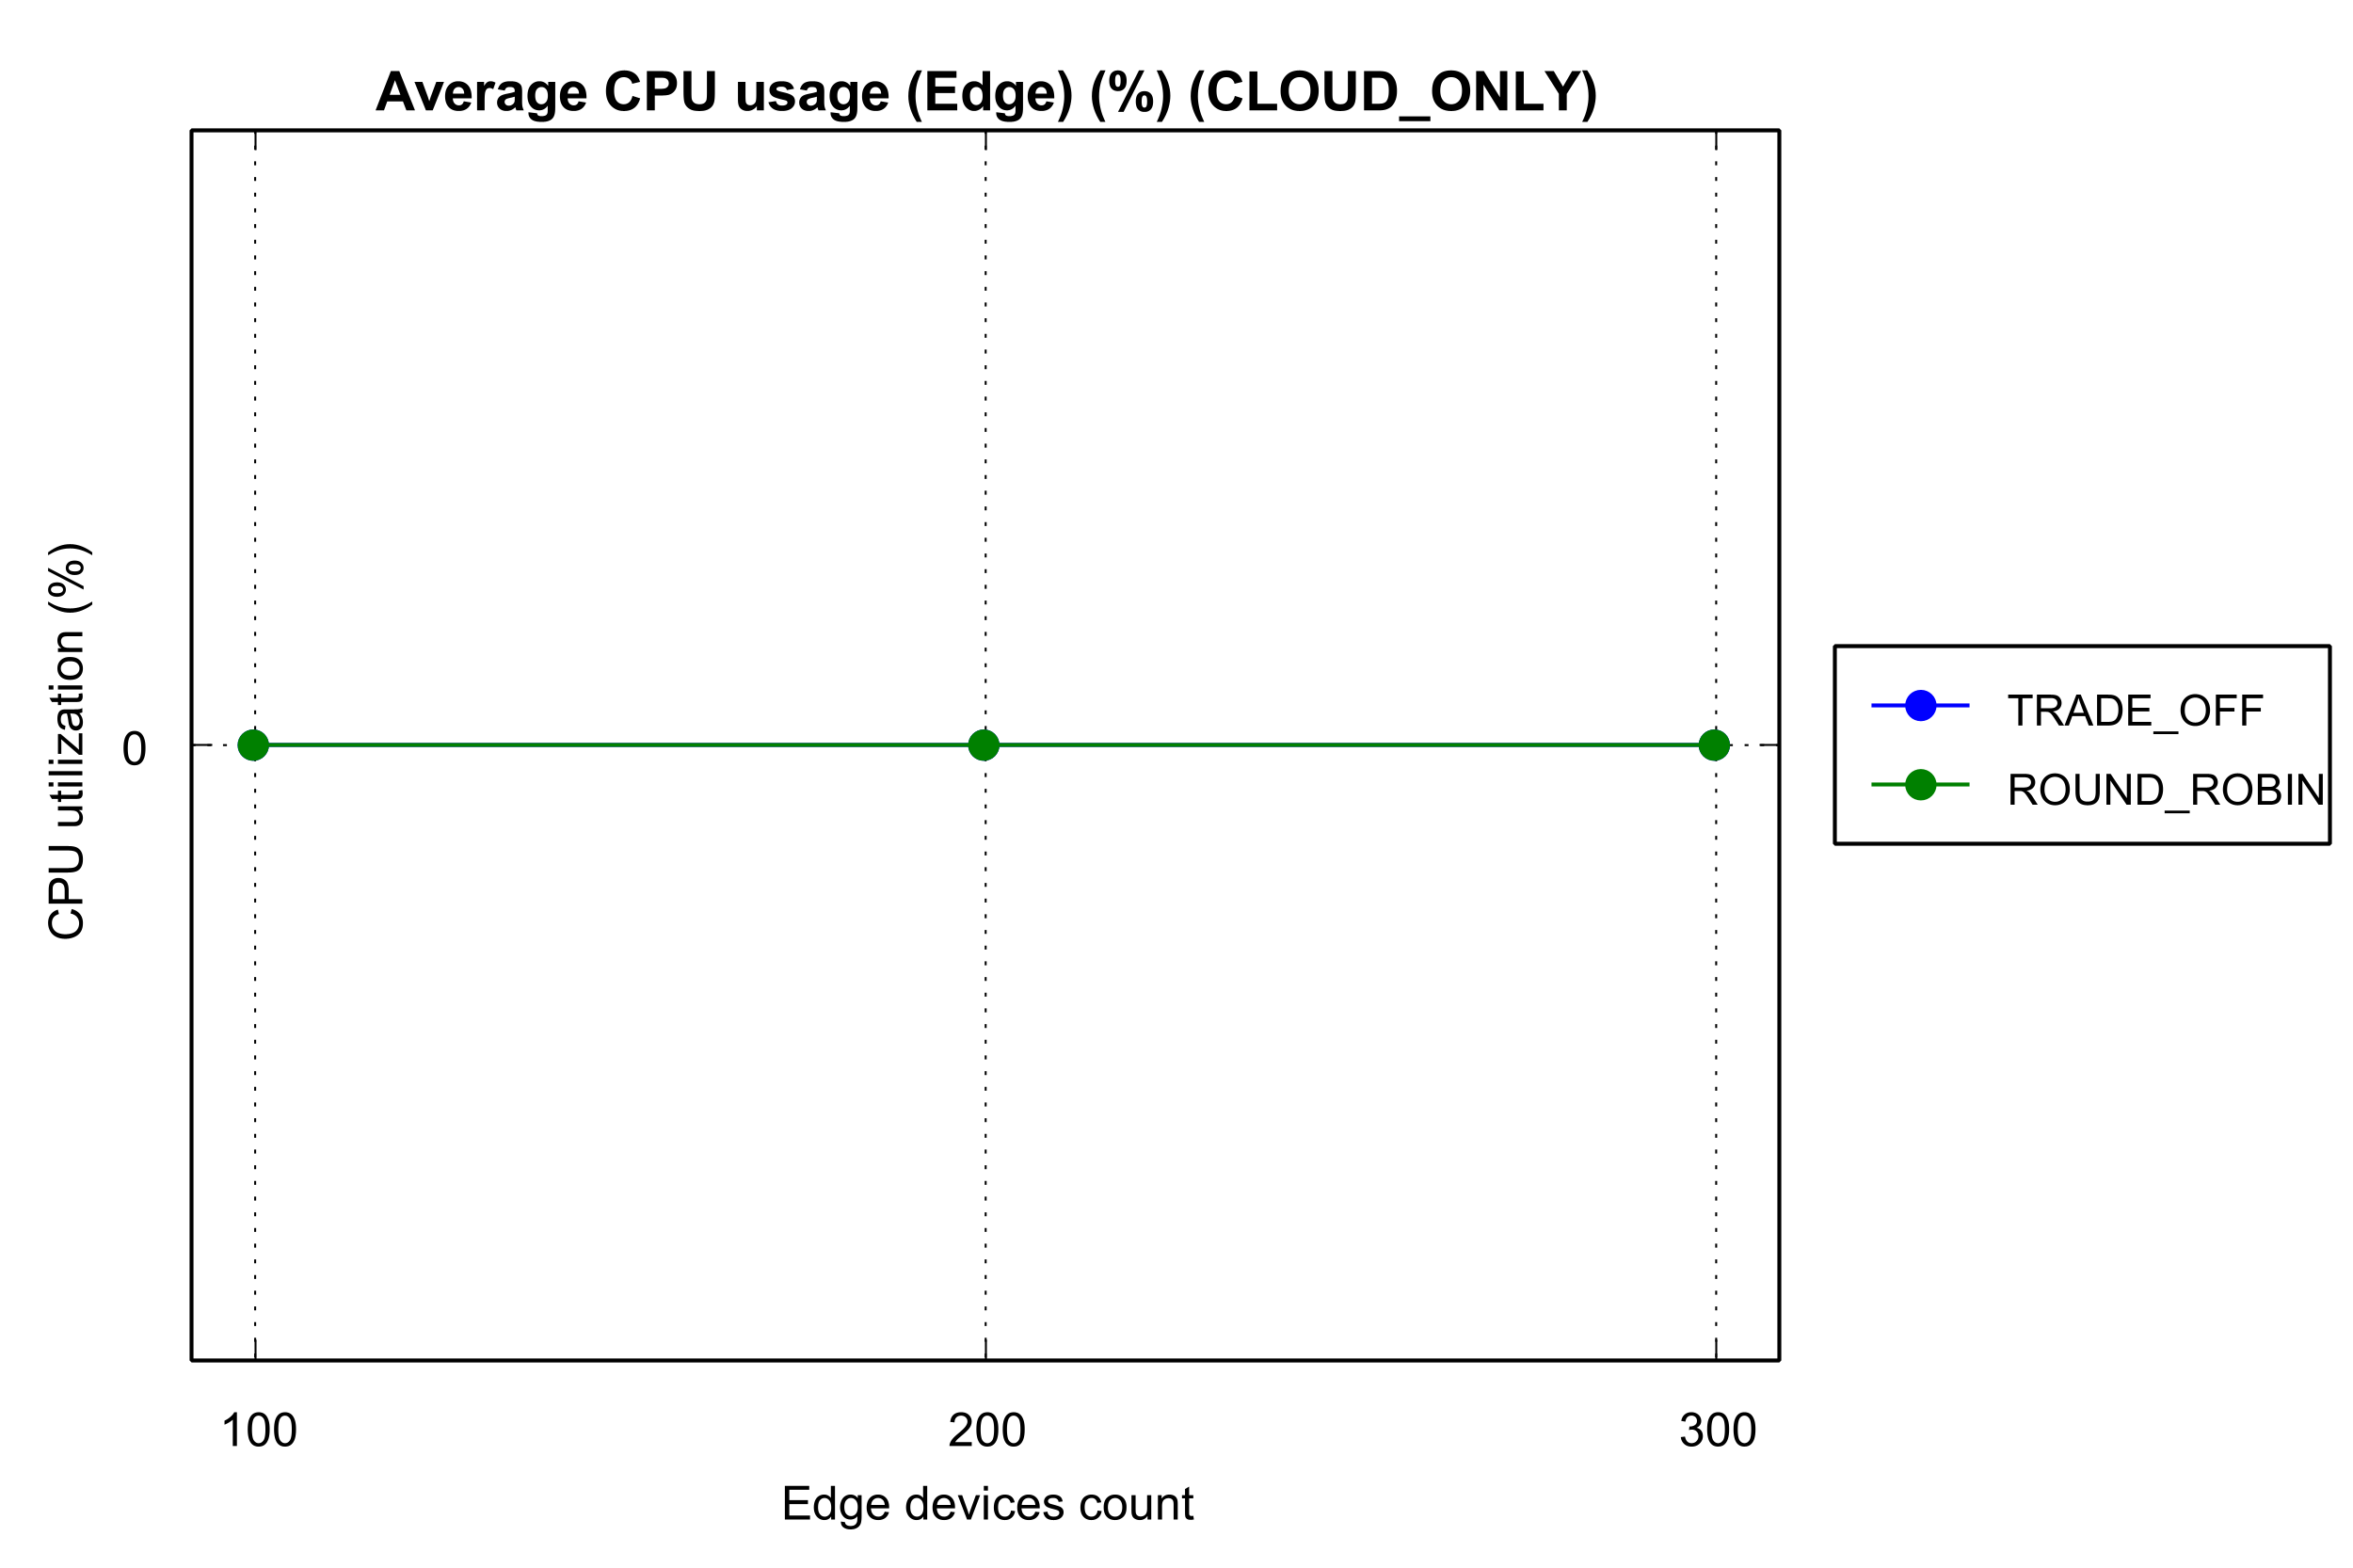 Average CPU usage (Edge) (%) (CLOUD_ONLY)
CPU utilization (%)
0
TRADE_OFF
ROUND_ROBIN
100 200 300
Edge devices count